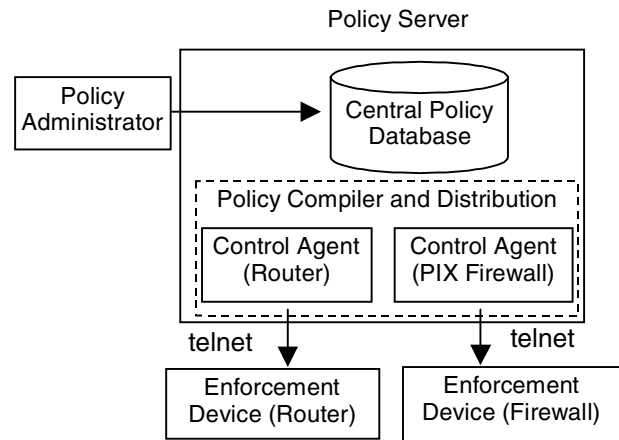 Policy Server
Policy
Administrator
Central Policy
Database
Policy Compiler and Distribution
Control Agent
(Router)
Control Agent
(PIX Firewall)
telnet
telnet
Enforcement
Device (Router)
Enforcement
Device (Firewall)